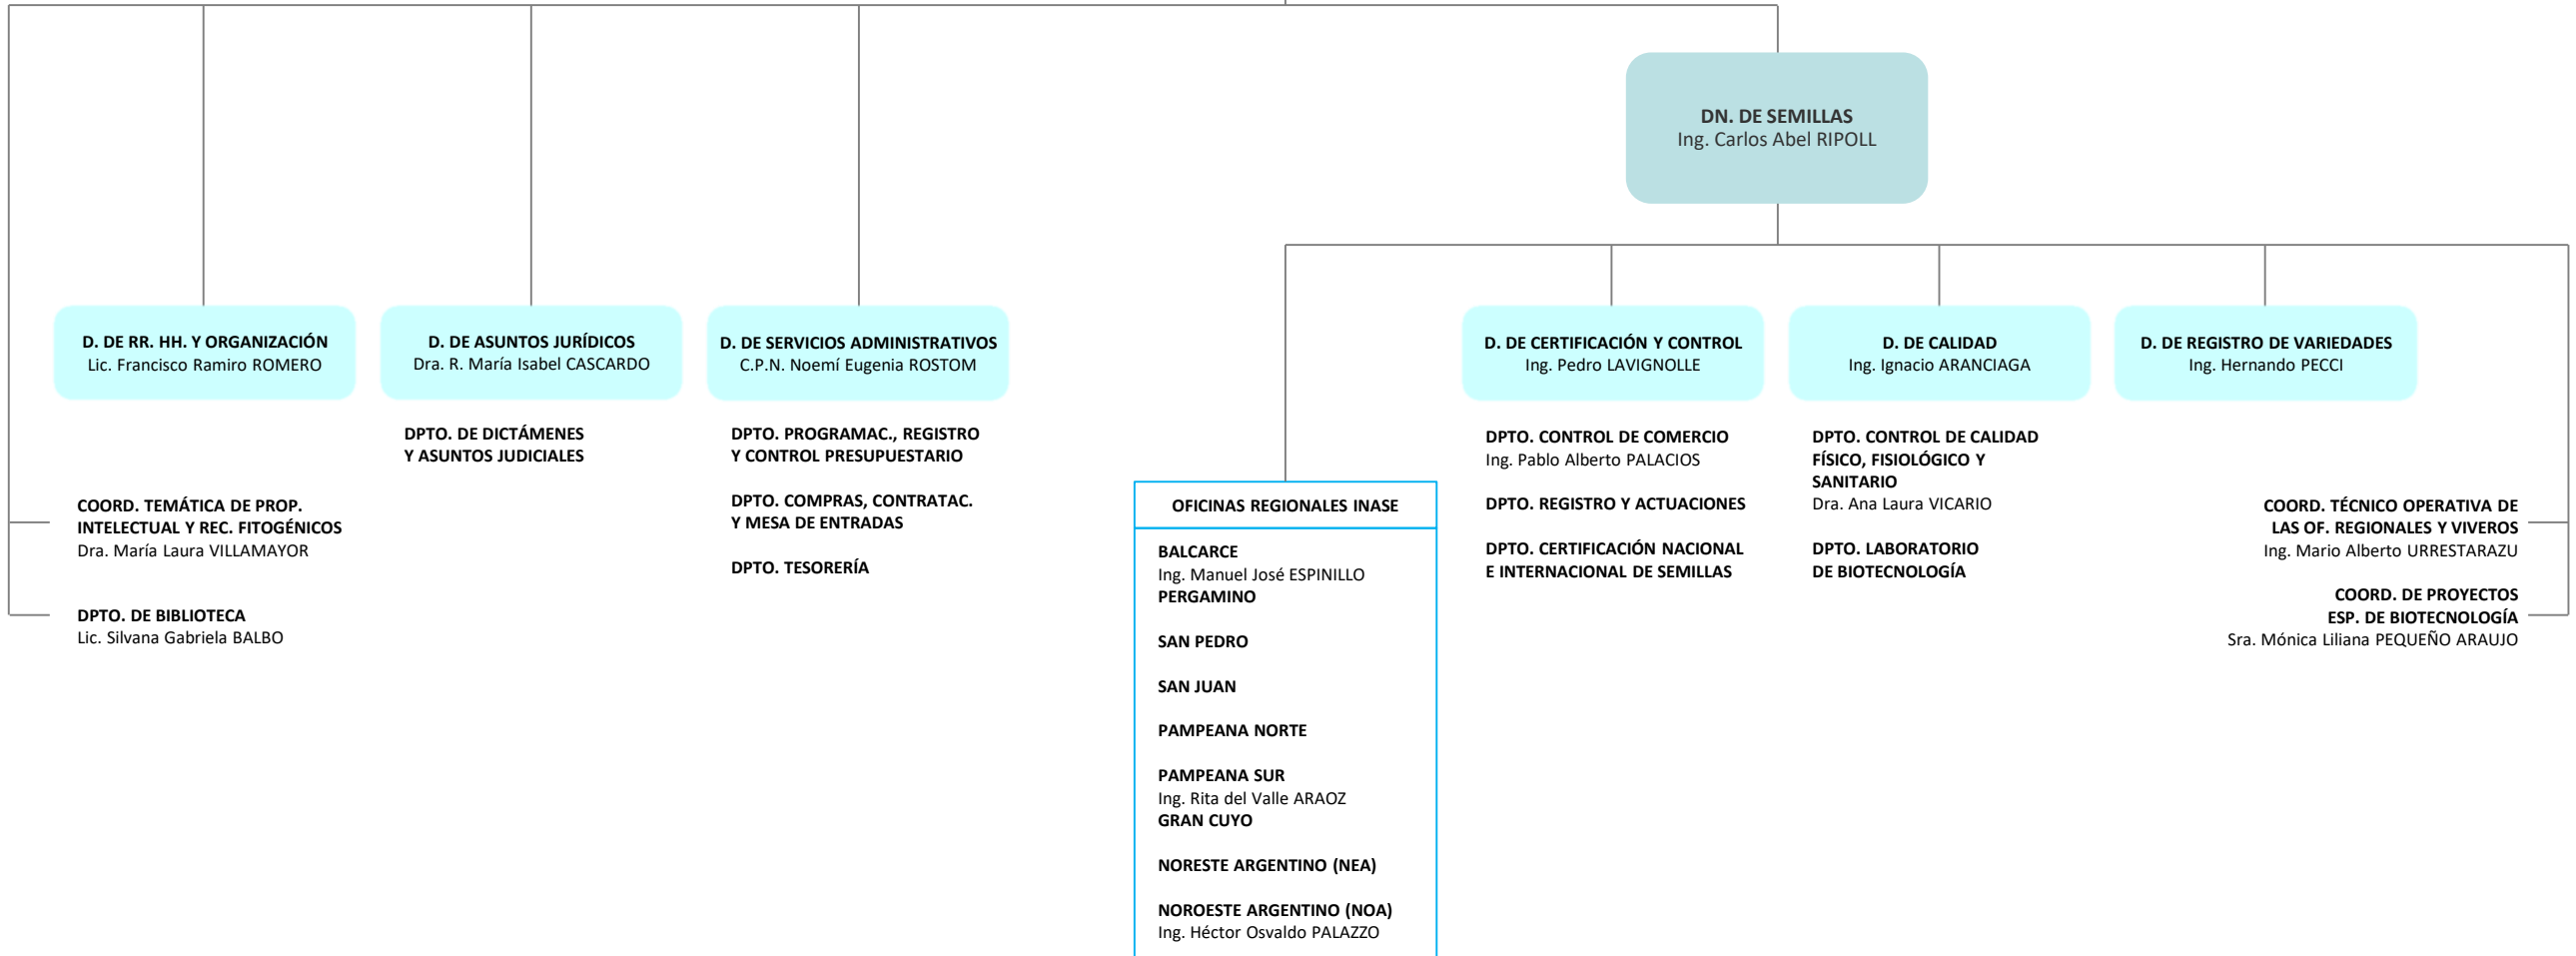 DN. DE SEMILLAS
Ing. Carlos Abel RIPOLL
D. DE RR. HH. Y ORGANIZACIÓN
Lic. Francisco Ramiro ROMERO
D. DE ASUNTOS JURÍDICOS
Dra. R. María Isabel CASCARDO
D. DE SERVICIOS ADMINISTRATIVOS
C.P.N. Noemí Eugenia ROSTOM
D. DE CERTIFICACIÓN Y CONTROL
Ing. Pedro LAVIGNOLLE
D. DE CALIDAD
Ing. Ignacio ARANCIAGA
D. DE REGISTRO DE VARIEDADES
Ing. Hernando PECCI
COORD. TEMÁTICA DE PROP.
INTELECTUAL Y REC. FITOGÉNICOS
Dra. María Laura VILLAMAYOR
DPTO. DE BIBLIOTECA
Lic. Silvana Gabriela BALBO
DPTO. DE DICTÁMENES
Y ASUNTOS JUDICIALES
DPTO. PROGRAMAC., REGISTRO
Y CONTROL PRESUPUESTARIO
DPTO. COMPRAS, CONTRATAC.
Y MESA DE ENTRADAS
DPTO. TESORERÍA
OFICINAS REGIONALES INASE
BALCARCE
Ing. Manuel José ESPINILLO
PERGAMINO
SAN PEDRO
SAN JUAN
PAMPEANA NORTE
PAMPEANA SUR
Ing. Rita del Valle ARAOZ
GRAN CUYO
NORESTE ARGENTINO (NEA)
NOROESTE ARGENTINO (NOA)
Ing. Héctor Osvaldo PALAZZO
DPTO. CONTROL DE COMERCIO
Ing. Pablo Alberto PALACIOS
DPTO. REGISTRO Y ACTUACIONES
DPTO. CERTIFICACIÓN NACIONAL
E INTERNACIONAL DE SEMILLAS
DPTO. CONTROL DE CALIDAD
FÍSICO, FISIOLÓGICO Y
SANITARIO
Dra. Ana Laura VICARIO
DPTO. LABORATORIO
DE BIOTECNOLOGÍA
COORD. TÉCNICO OPERATIVA DE
LAS OF. REGIONALES Y VIVEROS
Ing. Mario Alberto URRESTARAZU
COORD. DE PROYECTOS
ESP. DE BIOTECNOLOGÍA
Sra. Mónica Liliana PEQUEÑO ARAUJO